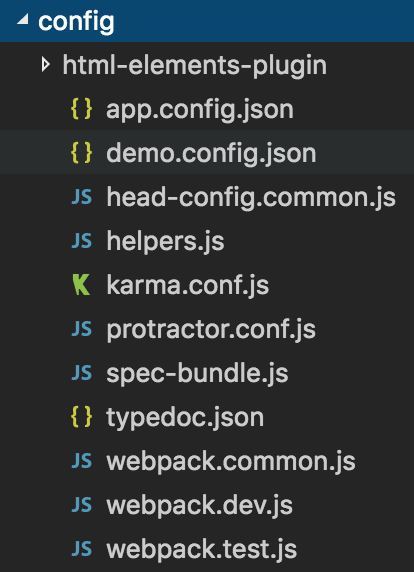 config
html-elements-plugin
{ } app.config.json
{ } demo.config.json
JS head-config.common.js
JS helpers.js
K karma.conf.js
JS protractor.conf.js
JS spec-bundle.js
{ } typedoc.json
JS webpack.common.js
JS webpack.dev.js
JS webpack.test.js